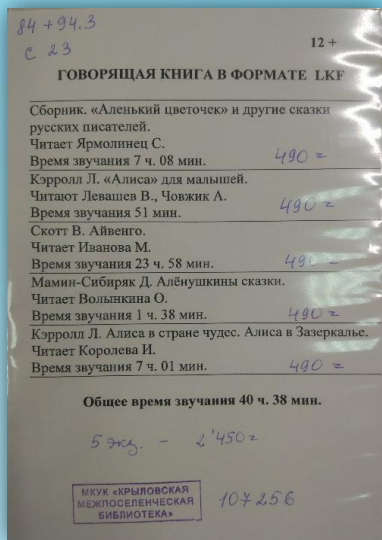 84 + 94.3
С 23
12 +
ГОВОРЯЩАЯ КНИГА В ФОРМАТЕ LKF
Сборник. «Аленький цветочек» и другие сказки
русских писателей.
Читает Ярмолинец С.
Время звучания 7 ч. 08 мин. 490 =
Кэрролл Л. «Алиса» для малышей.
Читают Левашев В., Човжик А. 490 =
Время звучания 51 мин.
Скотт В. Айвенго.
Читает Иванова М.
Время звучания 23 ч. 58 мин. 490 =
Мамин-Сибиряк Д. Алёнушкины сказки.
Читает Волынкина О.
Время звучания 1 ч. 38 мин. 490 =
Кэрролл Л. Алиса в стране чудес. Алиса в Зазеркалье.
Читает Королева И.
Время звучания 7 ч. 01 мин. 490 =
Общее время звучания 40 ч. 38 мин.
5 экз. – 2'450 =
МКУК «КРЫЛОВСКАЯ
МЕЖПОСЕЛЕНЧЕСКАЯ
БИБЛИОТЕКА»
107256